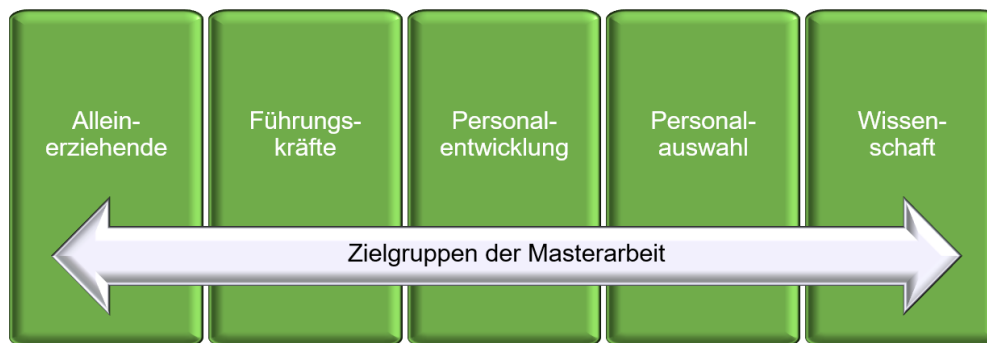 Allein-
erziehende
Führungs-
kräfte
Personal-
entwicklung
Personal-
auswahl
Wissen-
schaft
Zielgruppen der Masterarbeit